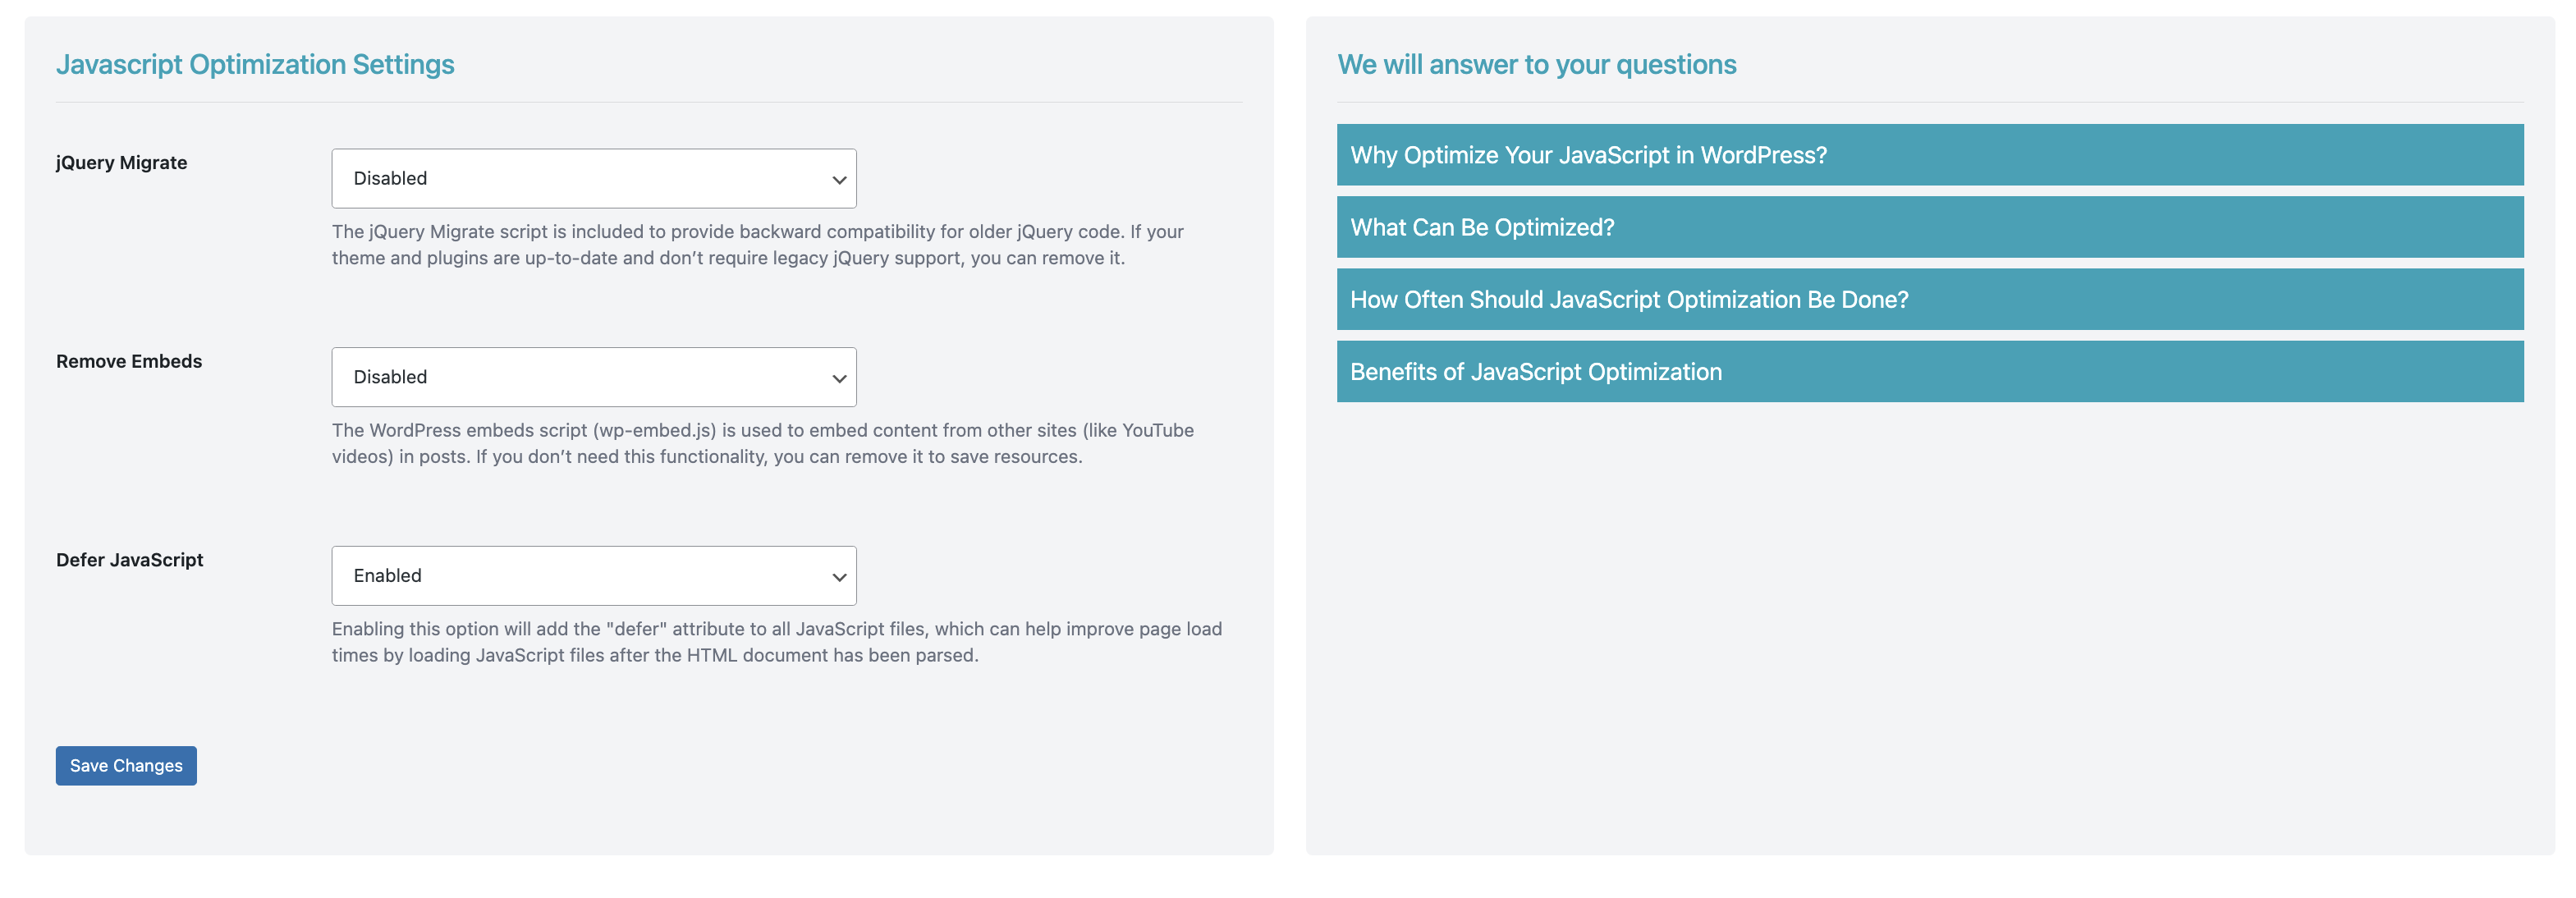 Javascript Optimization Settings
jQuery Migrate
Disabled
The jQuery Migrate script is included to provide backward compatibility for older jQuery code. If your
theme and plugins are up-to-date and don’t require legacy jQuery support, you can remove it.
Remove Embeds
Disabled
The WordPress embeds script (wp-embed.js) is used to embed content from other sites (like YouTube
videos) in posts. If you don’t need this functionality, you can remove it to save resources.
Defer JavaScript
Enabled
Enabling this option will add the "defer" attribute to all JavaScript files, which can help improve page load
times by loading JavaScript files after the HTML document has been parsed.
Save Changes
We will answer to your questions
Why Optimize Your JavaScript in WordPress?
What Can Be Optimized?
How Often Should JavaScript Optimization Be Done?
Benefits of JavaScript Optimization